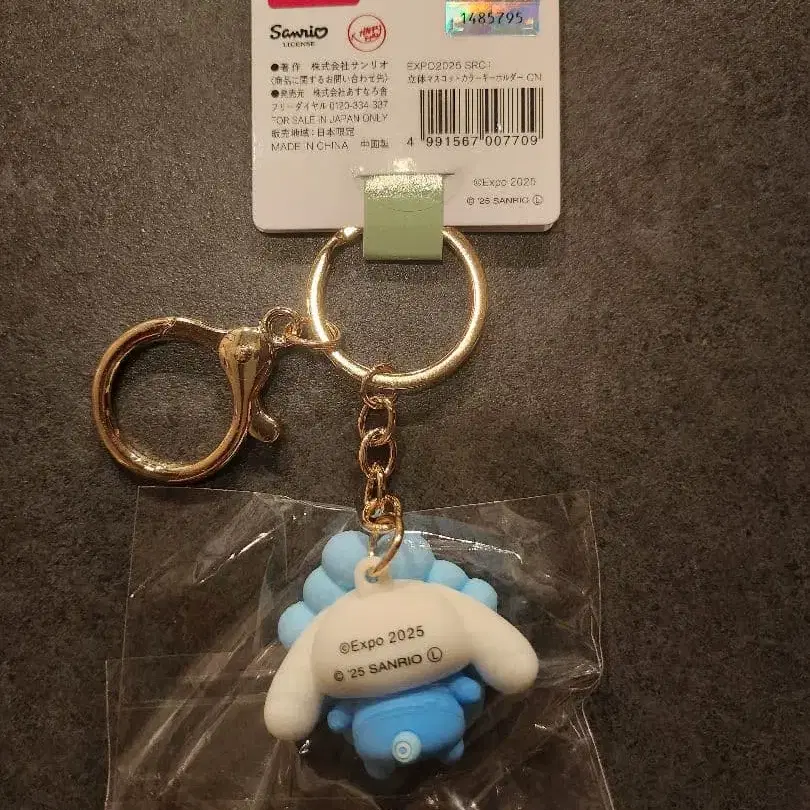 1485795
Sanrio
LICENSE
HAPPY
●著作 株式会社サンリオ
(商品に関するお問い合わせ先)
●発売元 株式会社あすなろ舎
フリーダイヤル 0120-334-337
FOR SALE IN JAPAN ONLY
販売地域:日本限定
MADE IN CHINA 中国製
EXPO2025 SRC
立体マスコットカラーキーホルダー CN
4 991567 007709
©Expo 2025
© '25 SANRIO Ⓛ
©Expo 2025
© '25 SANRIO Ⓛ